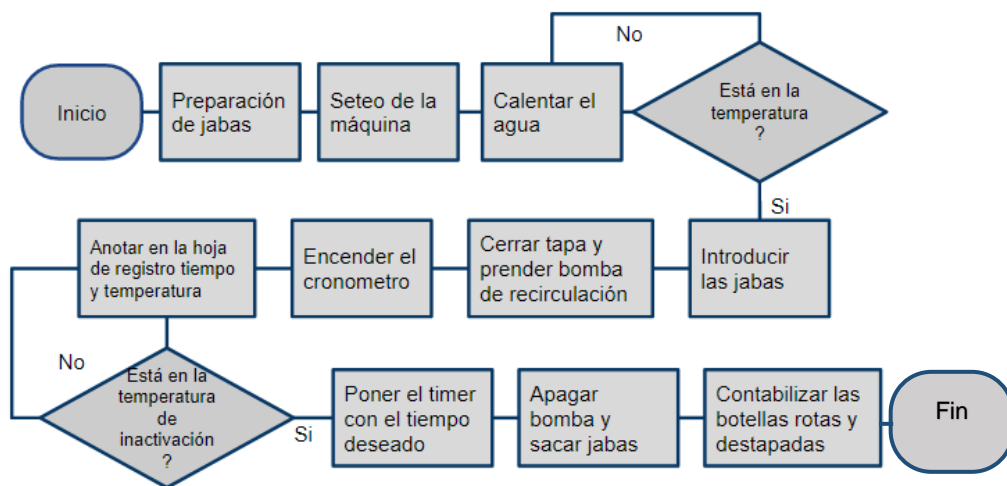 No
Inicio
Preparación
de jabas
Seteo de la
máquina
Calentar el
agua
Está en la
temperatura
?
Si
Anotar en la hoja
de registro tiempo
y temperatura
Encender el
cronometro
Cerrar tapa y
prender bomba
de recirculación
Introducir
las jabas
No
Está en la
temperatura
de
inactivación
?
Si
Poner el timer
con el tiempo
deseado
Apagar
bomba y
sacar jabas
Contabilizar las
botellas rotas y
destapadas
Fin